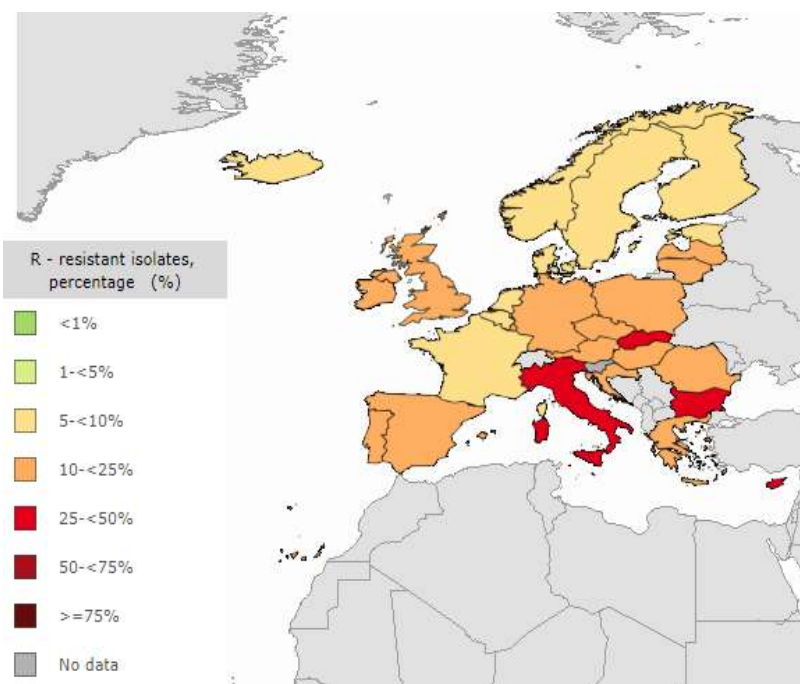 R - resistant isolates,
percentage (%)
<1%
1-<5%
5-<10%
10-<25%
25-<50%
50-<75%
>=75%
No data